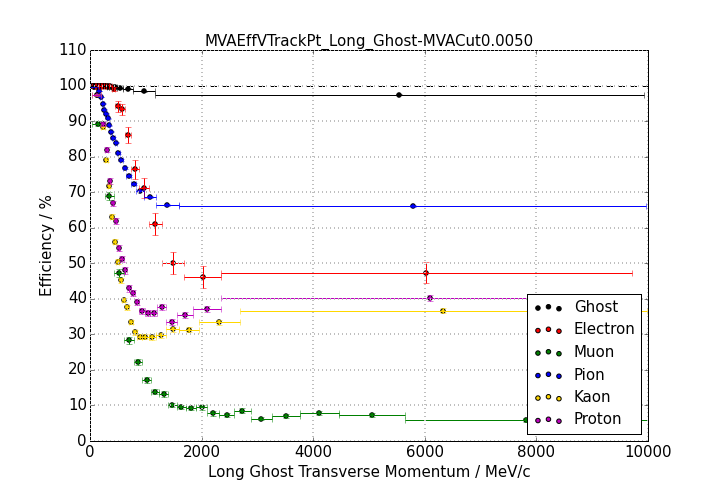 MVAEffVTrackPt_Long_Ghost-MVACut0.0050
110
100
90
80
70
60
50
40
30
20
10
0
Efficiency / %
Ghost
Electron
Muon
Pion
Kaon
Proton
0 2000 4000 6000 8000 10000
Long Ghost Transverse Momentum / MeV/c